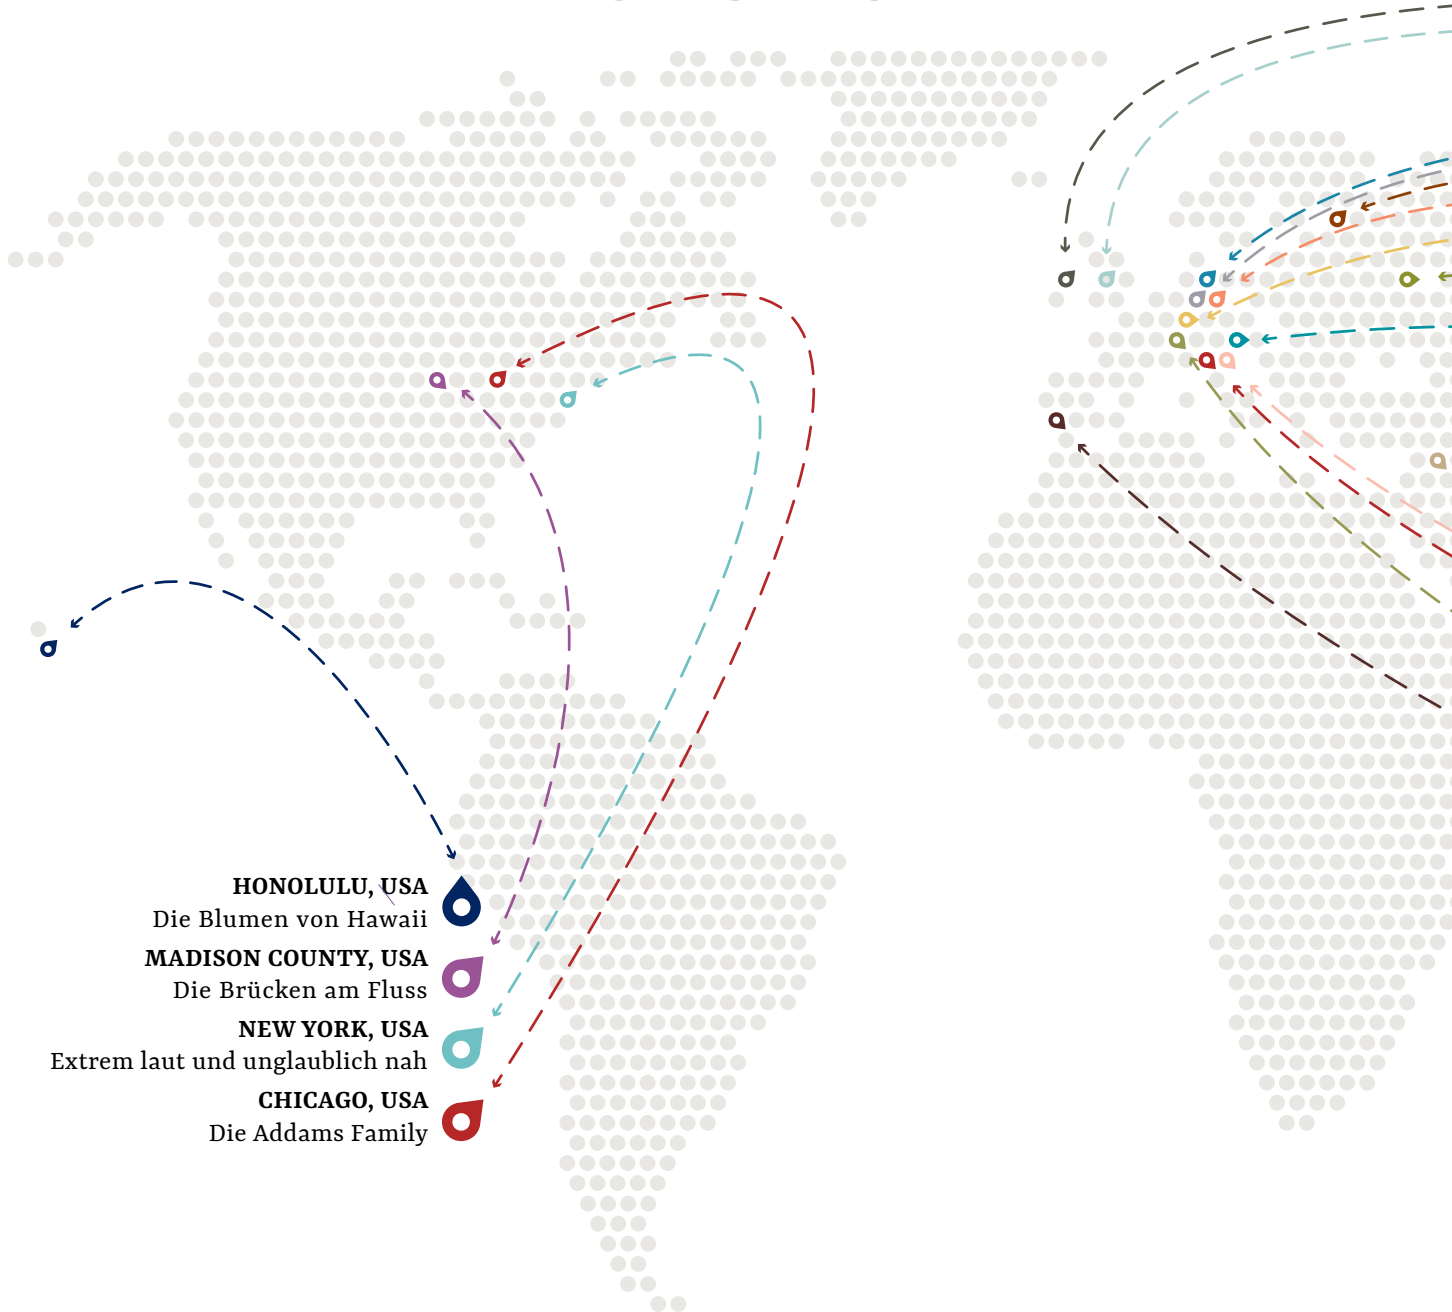 HONOLULU, USA
Die Blumen von Hawaii
MADISON COUNTY, USA
Die Brücken am Fluss
NEW YORK, USA
Extrem laut und unglaublich nah
CHICAGO, USA
Die Addams Family